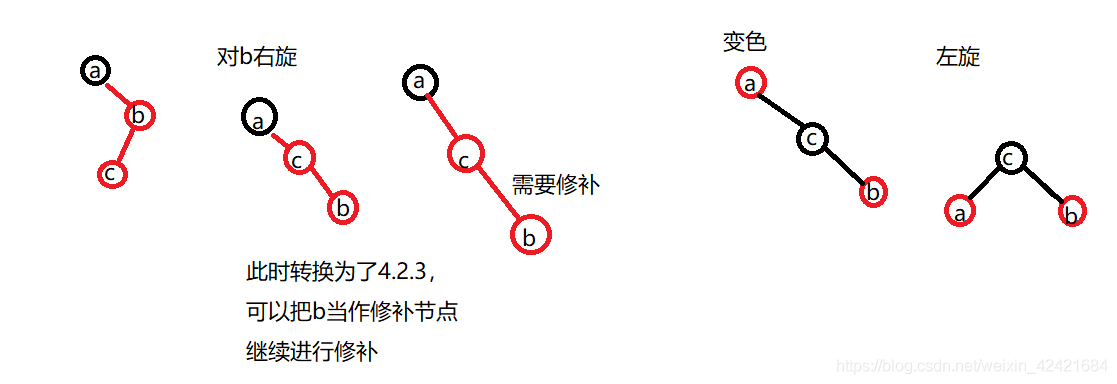 a
b
c
对b右旋
a
c
b
此时转换为了4.2.3，
可以把b当作修补节点
继续进行修补
a
c
b
需要修补
变色
a
c
b
左旋
c
a
b
https://blog.csdn.net/weixin_42421684